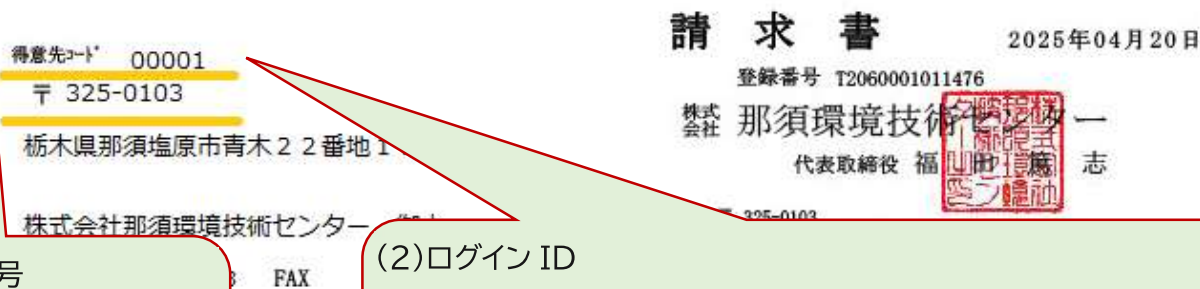 請求書
2025年04月20日
得意先コード 00001
登録番号 T2060001011476
〒 325-0103
株式会社 那須環境技術センター
栃木県那須塩原市青木22番地1
代表取締役 福田 志
325-0103
株式会社那須環境技術センター
号
FAX
(2)ログイン ID